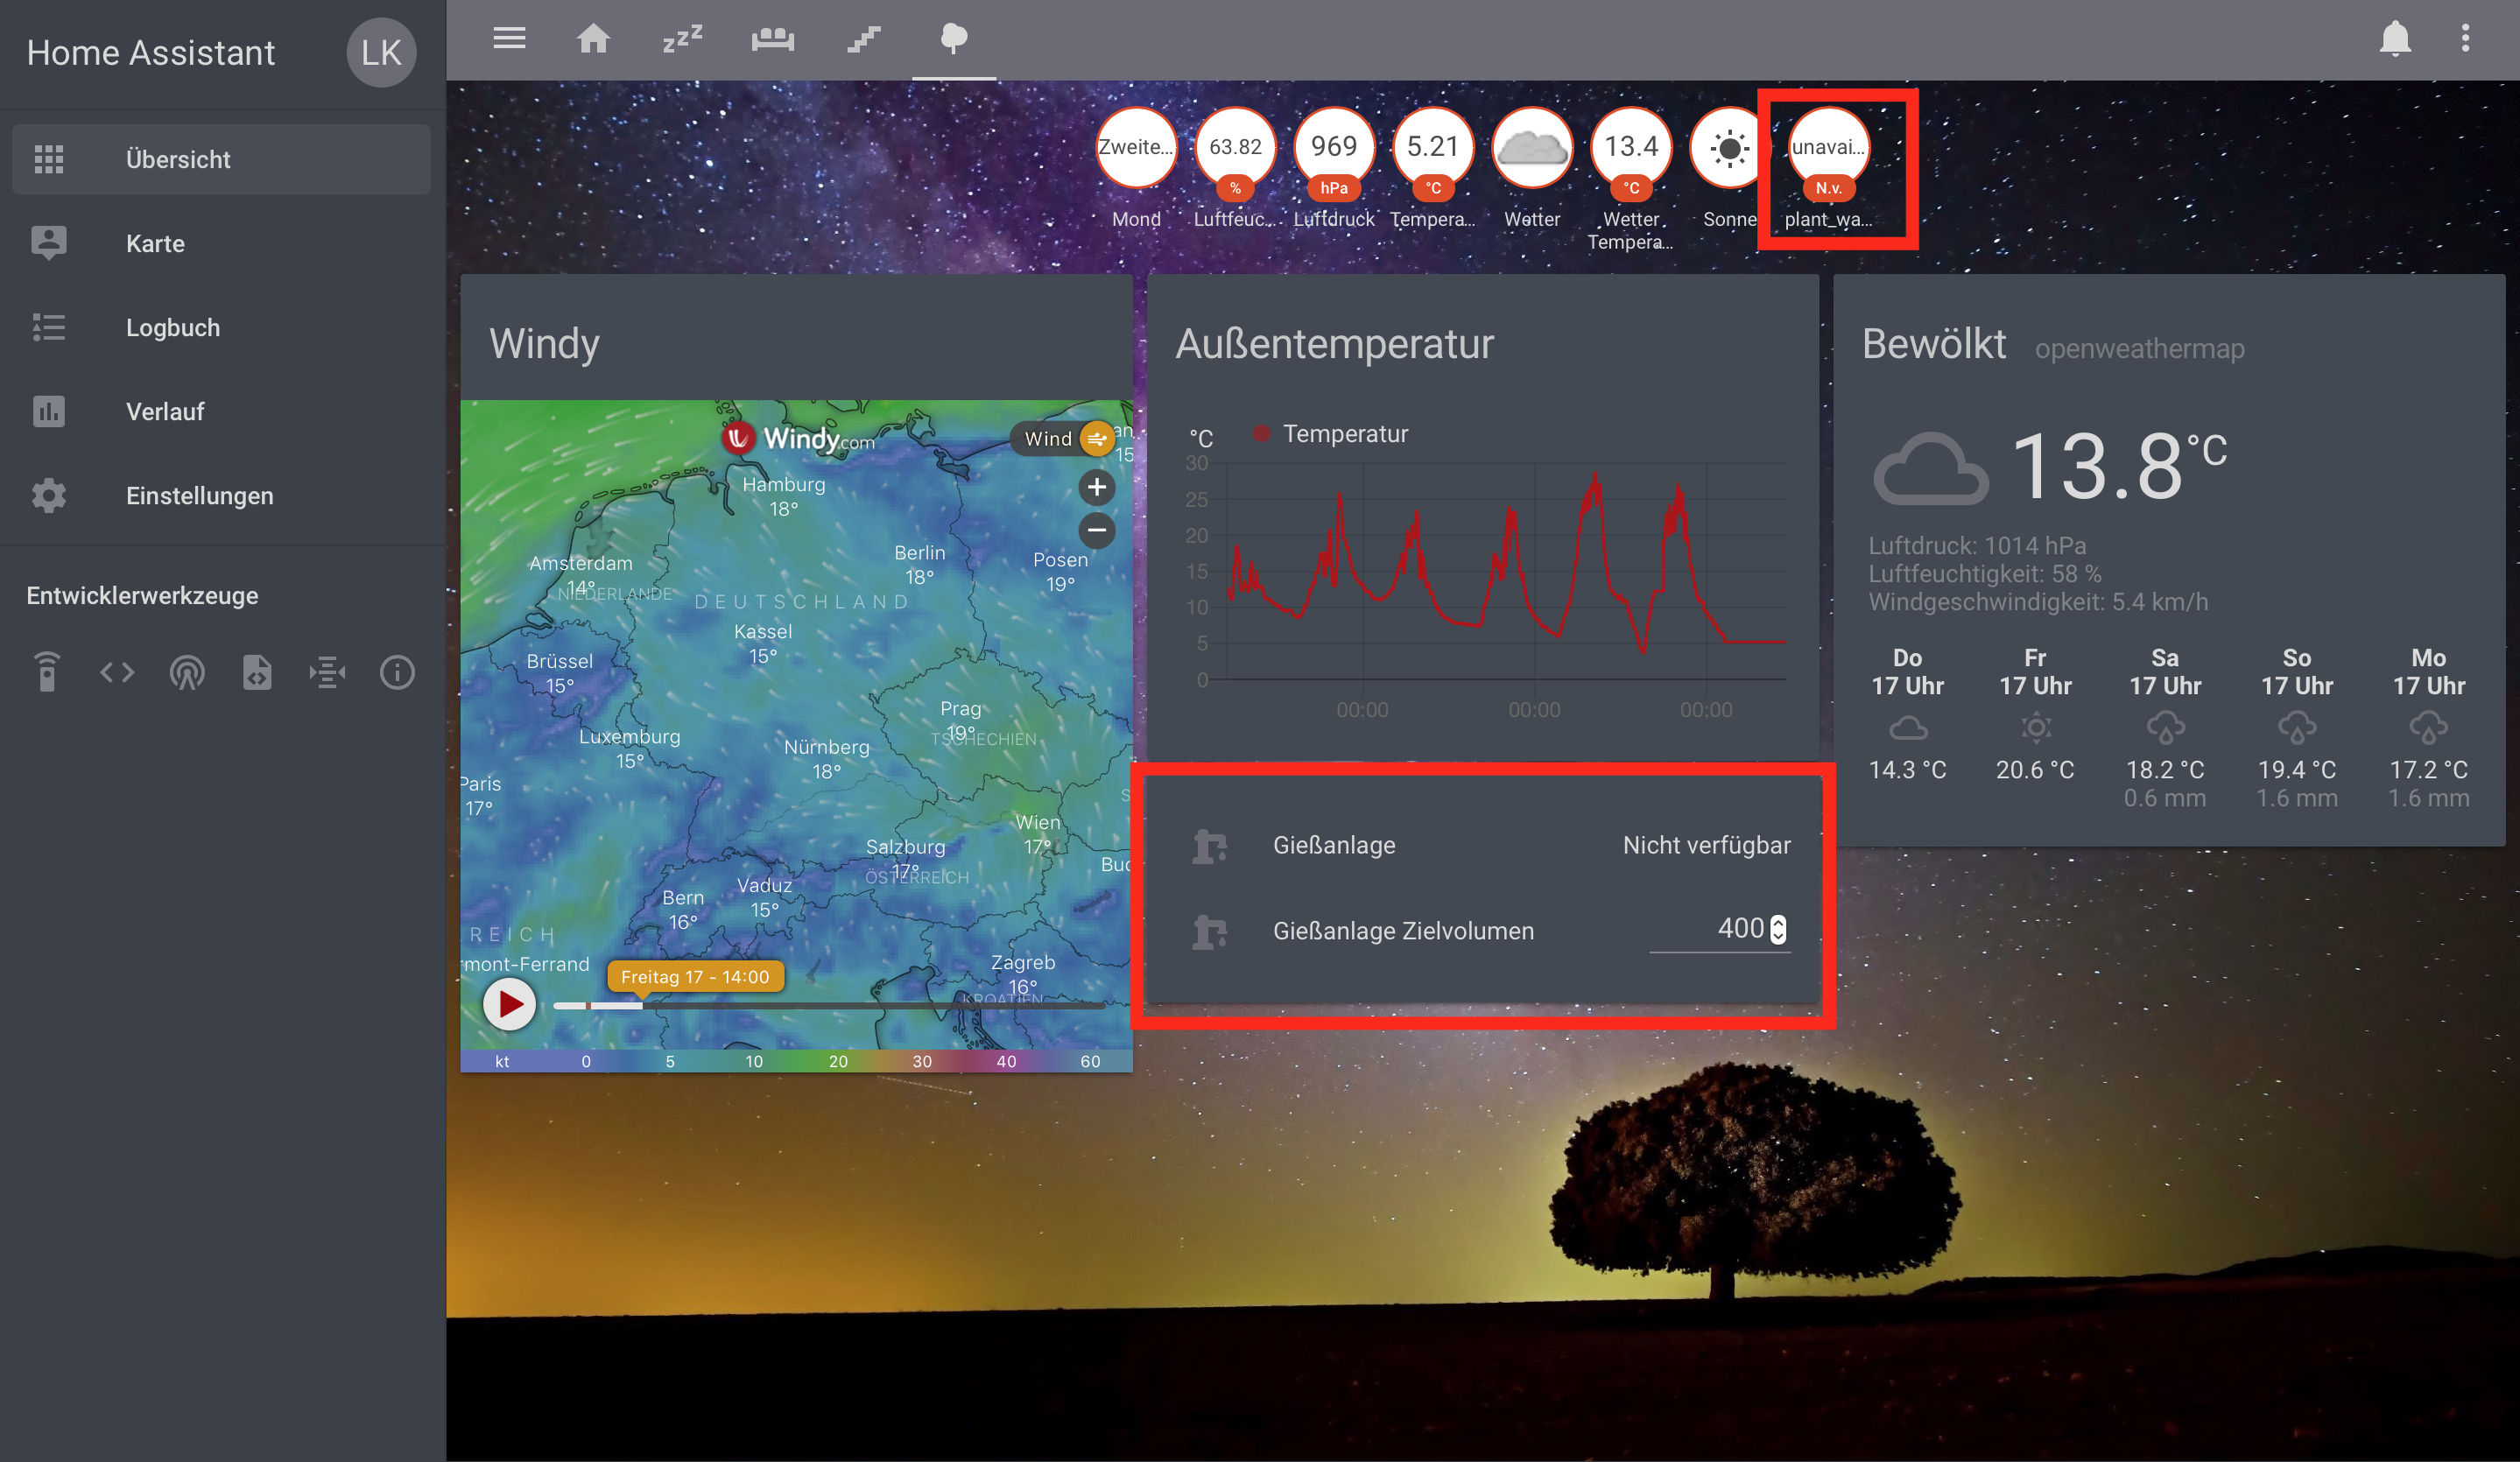 Home Assistant
LK
Übersicht
Karte
Logbuch
Verlauf
Einstellungen
Entwicklerwerkzeuge
zzz
Zweite...
63.82
969
5.21
13.4
unavai...
%
hPa
°C
°C
N.v.
Mond
Luftfeuc...
Luftdruck
Tempera...
Wetter
Wetter
Tempera...
Sonne
plant_wa...
Windy
Windy.com
Wind
an
15
Hamburg
18°
Berlin
18°
Posen
19°
Amsterdam
14°
NIEDERLANDE
DEUTSCHLAND
Kassel
15°
Brüssel
15°
Prag
19°
TSCHECHIEN
Luxemburg
15°
Nürnberg
18°
Paris
17°
S
Wien
17°
Salzburg
17°
ÖSTERREICH
Buc
Vaduz
15°
Bern
16°
REICH
rmont-Ferrand
Zagreb
16°
KROATIEN
Freitag 17 - 14:00
kt 0 5 10 20 30 40 60
Außentemperatur
°C
Temperatur
30
25
20
15
10
5
0
00:00 00:00 00:00
Gießanlage Nicht verfügbar
Gießanlage Zielvolumen 400
Bewölkt openweathermap
13.8 °C
Luftdruck: 1014 hPa
Luftfeuchtigkeit: 58 %
Windgeschwindigkeit: 5.4 km/h
Do Fr Sa So Mo
17 Uhr 17 Uhr 17 Uhr 17 Uhr 17 Uhr
14.3 °C 20.6 °C 18.2 °C 19.4 °C 17.2 °C
0.6 mm 1.6 mm 1.6 mm